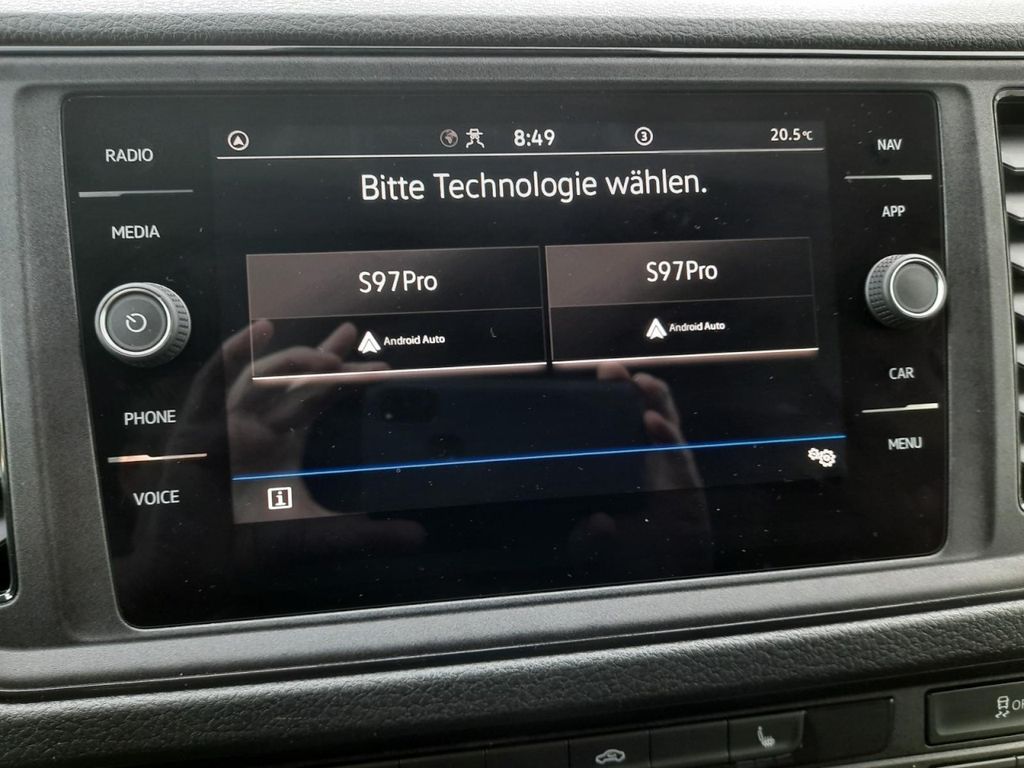 RADIO
MEDIA
PHONE
VOICE
8:49
3
20.5°C
Bitte Technologie wählen.
S97Pro
Android Auto
S97Pro
Android Auto
i
NAV
APP
CAR
MENU